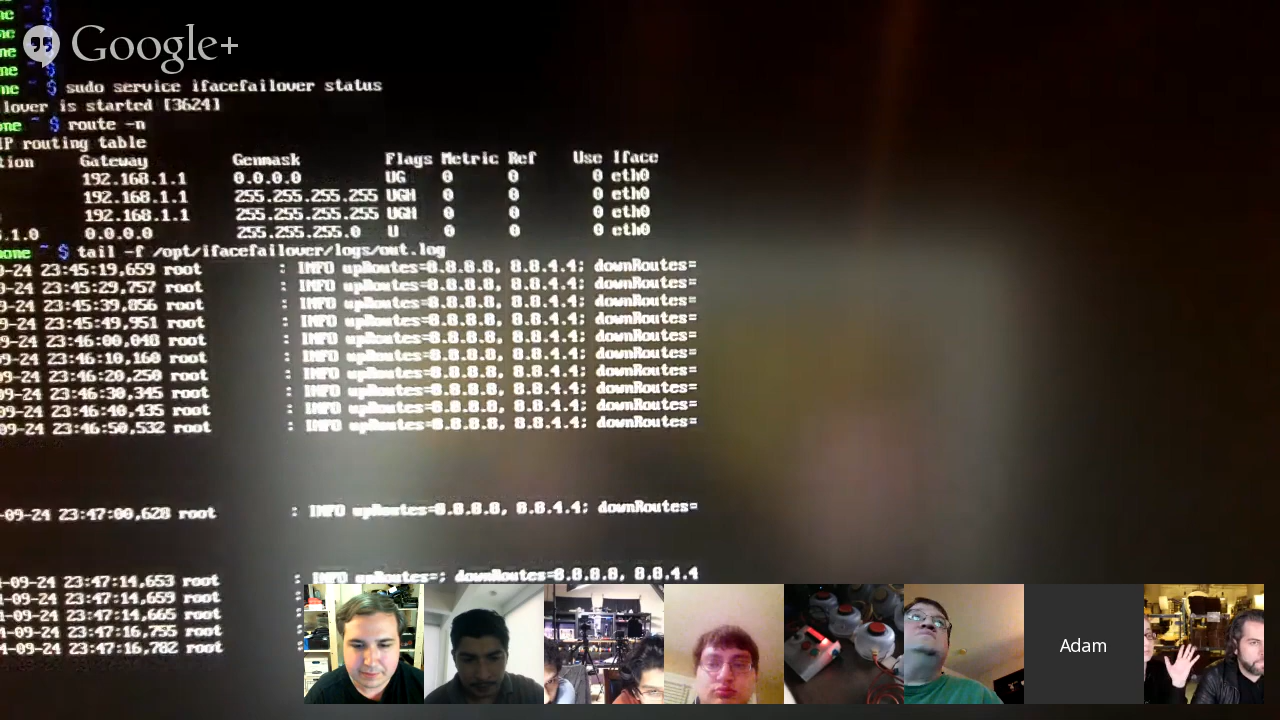 Google+
ne $
ne $
ne
ne
ne $
ne ~ $ sudo service ifacefailover status
lover is started [3624]
one ~ $ route -n
IP routing table
tion Gateway Genmask Flags Metric Ref Use Iface
192.168.1.1 0.0.0.0 UG 0 0 0 eth0
192.168.1.1 255.255.255.255 UGH 0 0 0 eth0
192.168.1.1 255.255.255.255 UGH 0 0 0 eth0
.1.0 0.0.0.0 255.255.255.0 U 0 0 0 eth0
home ~ $ tail -f /opt/ifacefailover/logs/out.log
9-24 23:45:19,659 root : INFO upRoutes=8.8.8.8, 8.8.4.4; downRoutes=
9-24 23:45:29,757 root : INFO upRoutes=8.8.8.8, 8.8.4.4; downRoutes=
9-24 23:45:39,856 root : INFO upRoutes=8.8.8.8, 8.8.4.4; downRoutes=
9-24 23:45:49,951 root : INFO upRoutes=8.8.8.8, 8.8.4.4; downRoutes=
9-24 23:46:00,048 root : INFO upRoutes=8.8.8.8, 8.8.4.4; downRoutes=
09-24 23:46:10,160 root : INFO upRoutes=8.8.8.8, 8.8.4.4; downRoutes=
09-24 23:46:20,250 root : INFO upRoutes=8.8.8.8, 8.8.4.4; downRoutes=
09-24 23:46:30,345 root : INFO upRoutes=8.8.8.8, 8.8.4.4; downRoutes=
09-24 23:46:40,435 root : INFO upRoutes=8.8.8.8, 8.8.4.4; downRoutes=
09-24 23:46:50,532 root : INFO upRoutes=8.8.8.8, 8.8.4.4; downRoutes=
-09-24 23:47:00,628 root : INFO upRoutes=8.8.8.8, 8.8.4.4; downRoutes=
-09-24 23:47:14,653 root : INFO upRoutes=; downRoutes=8.8.8.8, 8.8.4.4
-09-24 23:47:14,659 root :
-09-24 23:47:14,665 root :
-09-24 23:47:16,755 root :
-09-24 23:47:16,782 root :
Adam